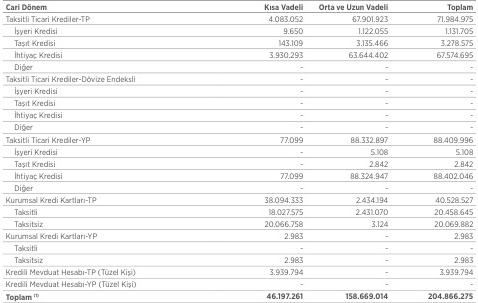 Cari Dönem Kısa Vadeli Orta ve Uzun Vadeli Toplam
Taksitli Ticari Krediler-TP 4.083.052 67.901.923 71.984.975
İşyeri Kredisi 9.650 1.122.055 1.131.705
Taşıt Kredisi 143.109 3.135.466 3.278.575
İhtiyaç Kredisi 3.930.293 63.644.402 67.574.695
Diğer - - -
Taksitli Ticari Krediler-Dövize Endeksli - - -
İşyeri Kredisi - - -
Taşıt Kredisi - - -
İhtiyaç Kredisi - - -
Diğer - - -
Taksitli Ticari Krediler-YP 77.099 88.332.897 88.409.996
İşyeri Kredisi - 5.108 5.108
Taşıt Kredisi - 2.842 2.842
İhtiyaç Kredisi 77.099 88.324.947 88.402.046
Diğer - - -
Kurumsal Kredi Kartları-TP 38.094.333 2.434.194 40.528.527
Taksitli 18.027.575 2.431.070 20.458.645
Taksitsiz 20.066.758 3.124 20.069.882
Kurumsal Kredi Kartları-YP 2.983 - 2.983
Taksitli - - -
Taksitsiz 2.983 - 2.983
Kredili Mevduat Hesabı-TP (Tüzel Kişi) 3.939.794 - 3.939.794
Kredili Mevduat Hesabı-YP (Tüzel Kişi) - - -
Toplam (1) 46.197.261 158.669.014 204.866.275